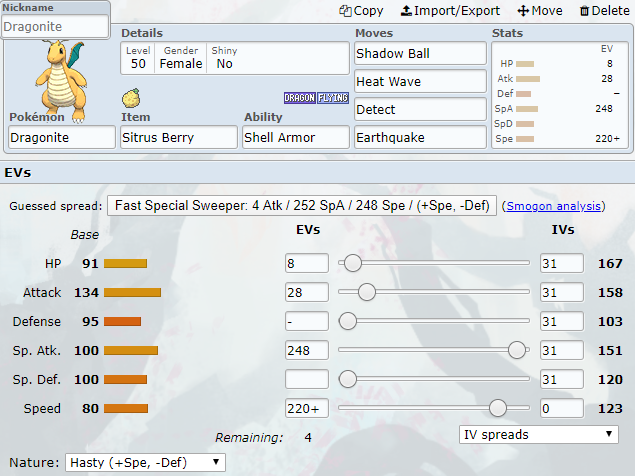 Nickname
Dragonite
Copy Import/Export Move Delete
Details
Level Gender Shiny
50 Female No
DRAGON FLYING
Pokémon Item Ability
Dragonite Sitrus Berry Shell Armor
Moves
Shadow Ball
Heat Wave
Detect
Earthquake
Stats
EV
HP 8
Atk 28
Def –
SpA 248
SpD
Spe 220+
EVs
Guessed spread: Fast Special Sweeper: 4 Atk / 252 SpA / 248 Spe / (+Spe, -Def) (Smogon analysis)
Base EVs IVs
HP 91 8 31 167
Attack 134 28 31 158
Defense 95 - 31 103
Sp. Atk. 100 248 31 151
Sp. Def. 100 31 120
Speed 80 220+ 0 123
Remaining: 4 IV spreads
Nature: Hasty (+Spe, -Def)